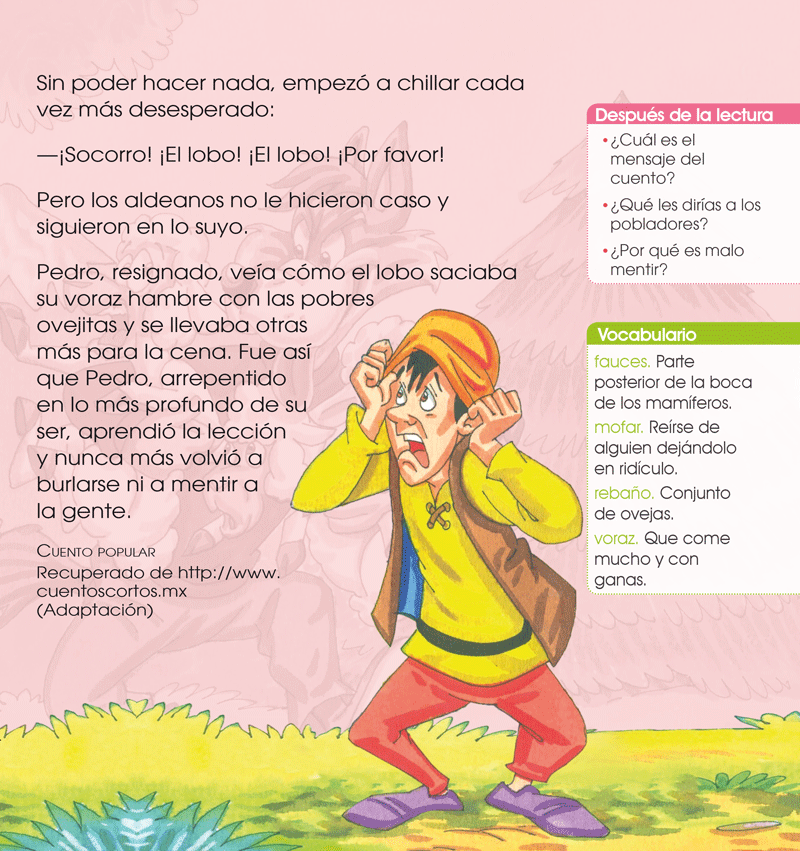 Sin poder hacer nada, empezó a chillar cada
vez más desesperado:
—¡Socorro! ¡El lobo! ¡El lobo! ¡Por favor!
Pero los aldeanos no le hicieron caso y
siguieron en lo suyo.
Pedro, resignado, veía cómo el lobo saciaba
su voraz hambre con las pobres
ovejitas y se llevaba otras
más para la cena. Fue así
que Pedro, arrepentido
en lo más profundo de su
ser, aprendió la lección
y nunca más volvió a
burlarse ni a mentir a
la gente.
CUENTO POPULAR
Recuperado de http://www.
cuentoscortos.mx
(Adaptación)
Después de la lectura
• ¿Cuál es el
mensaje del
cuento?
• ¿Qué les dirías a los
pobladores?
• ¿Por qué es malo
mentir?
Vocabulario
fauces. Parte
posterior de la boca
de los mamíferos.
mofar. Reírse de
alguien dejándolo
en ridículo.
rebaño. Conjunto
de ovejas.
voraz. Que come
mucho y con
ganas.